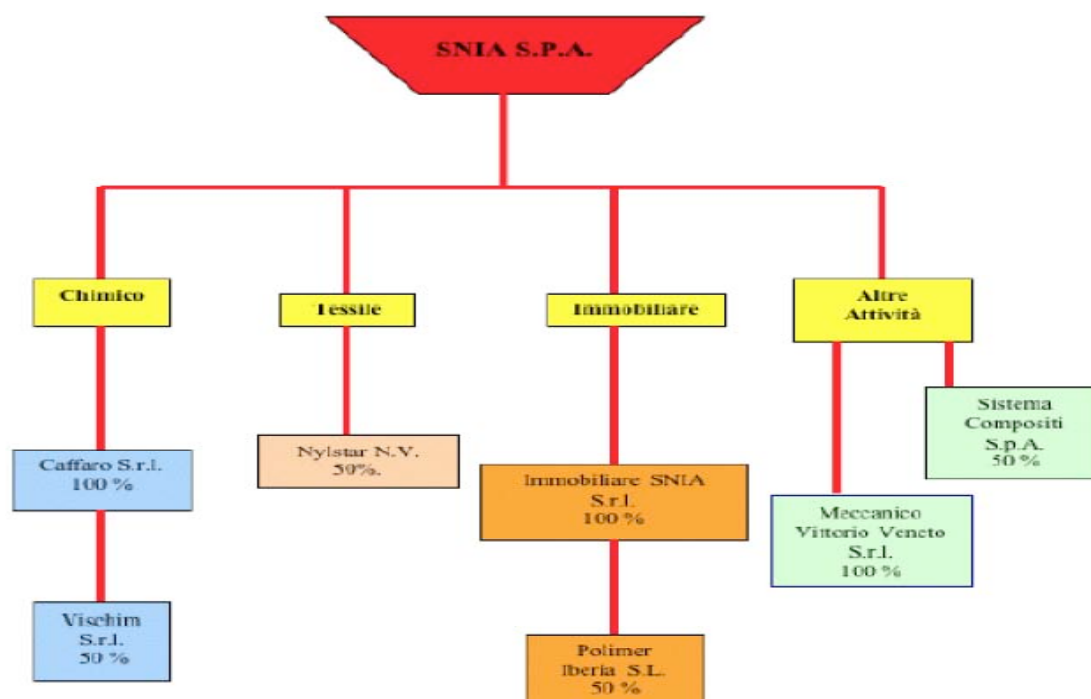 SNIA S.P.A.
Chimico
Tessile
Immobiliare
Altre
Attività
Caffaro S.r.l.
100 %
Nylstar N.V.
50%.
Immobiliare SNIA
S.r.l.
100 %
Sistema
Compositi
S.p.A.
50 %
Meccanico
Vittorio Veneto
S.r.l.
100 %
Vischim
S.r.l.
50 %
Polimer
Iberia S.L.
50 %